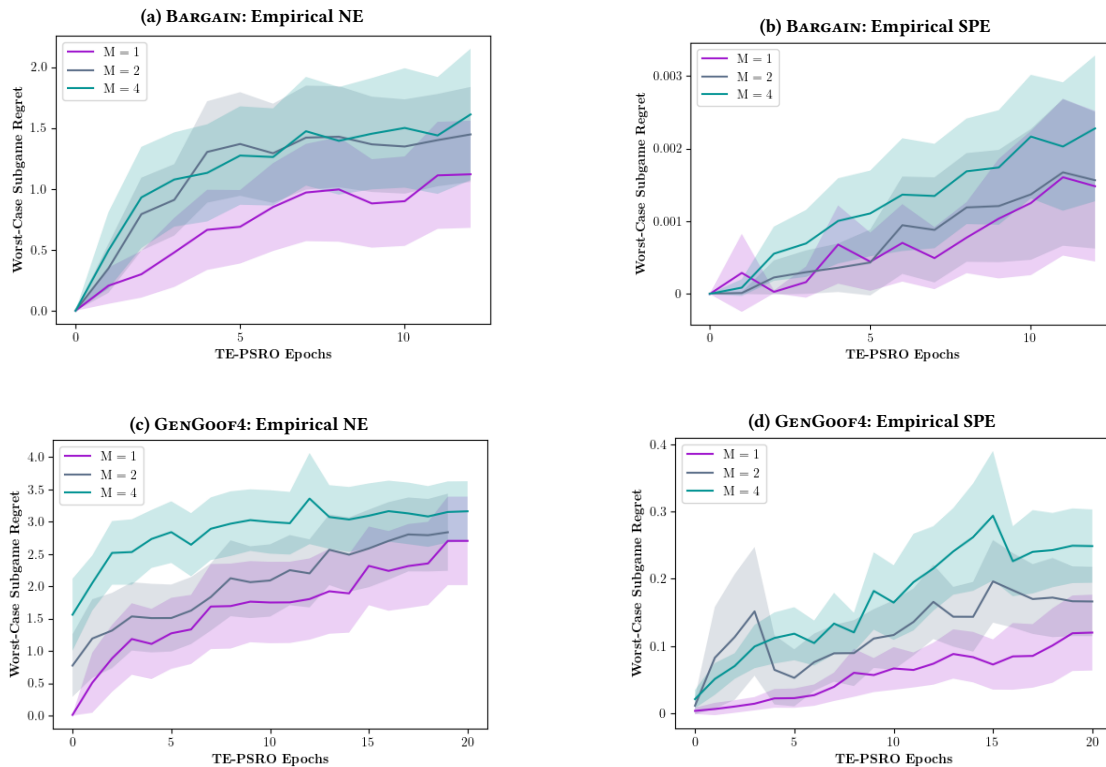 (a) BARGAIN: Empirical NE
M = 1
M = 2
M = 4
2.0
1.5
1.0
0.5
0.0
Worst-Case Subgame Regret
0
5
10
TE-PSRO Epochs
(b) BARGAIN: Empirical SPE
M = 1
M = 2
M = 4
0.003
0.002
0.001
0
Worst-Case Subgame Regret
0
5
10
TE-PSRO Epochs
(c) GENGOOF4: Empirical NE
M = 1
M = 2
M = 4
4.0
3.5
3.0
2.5
2.0
1.5
1.0
0.5
0.0
Worst-Case Subgame Regret
0
5
10
15
20
TE-PSRO Epochs
(d) GENGOOF4: Empirical SPE
M = 1
M = 2
M = 4
0.4
0.3
0.2
0.1
0
Worst-Case Subgame Regret
0
5
10
15
20
TE-PSRO Epochs